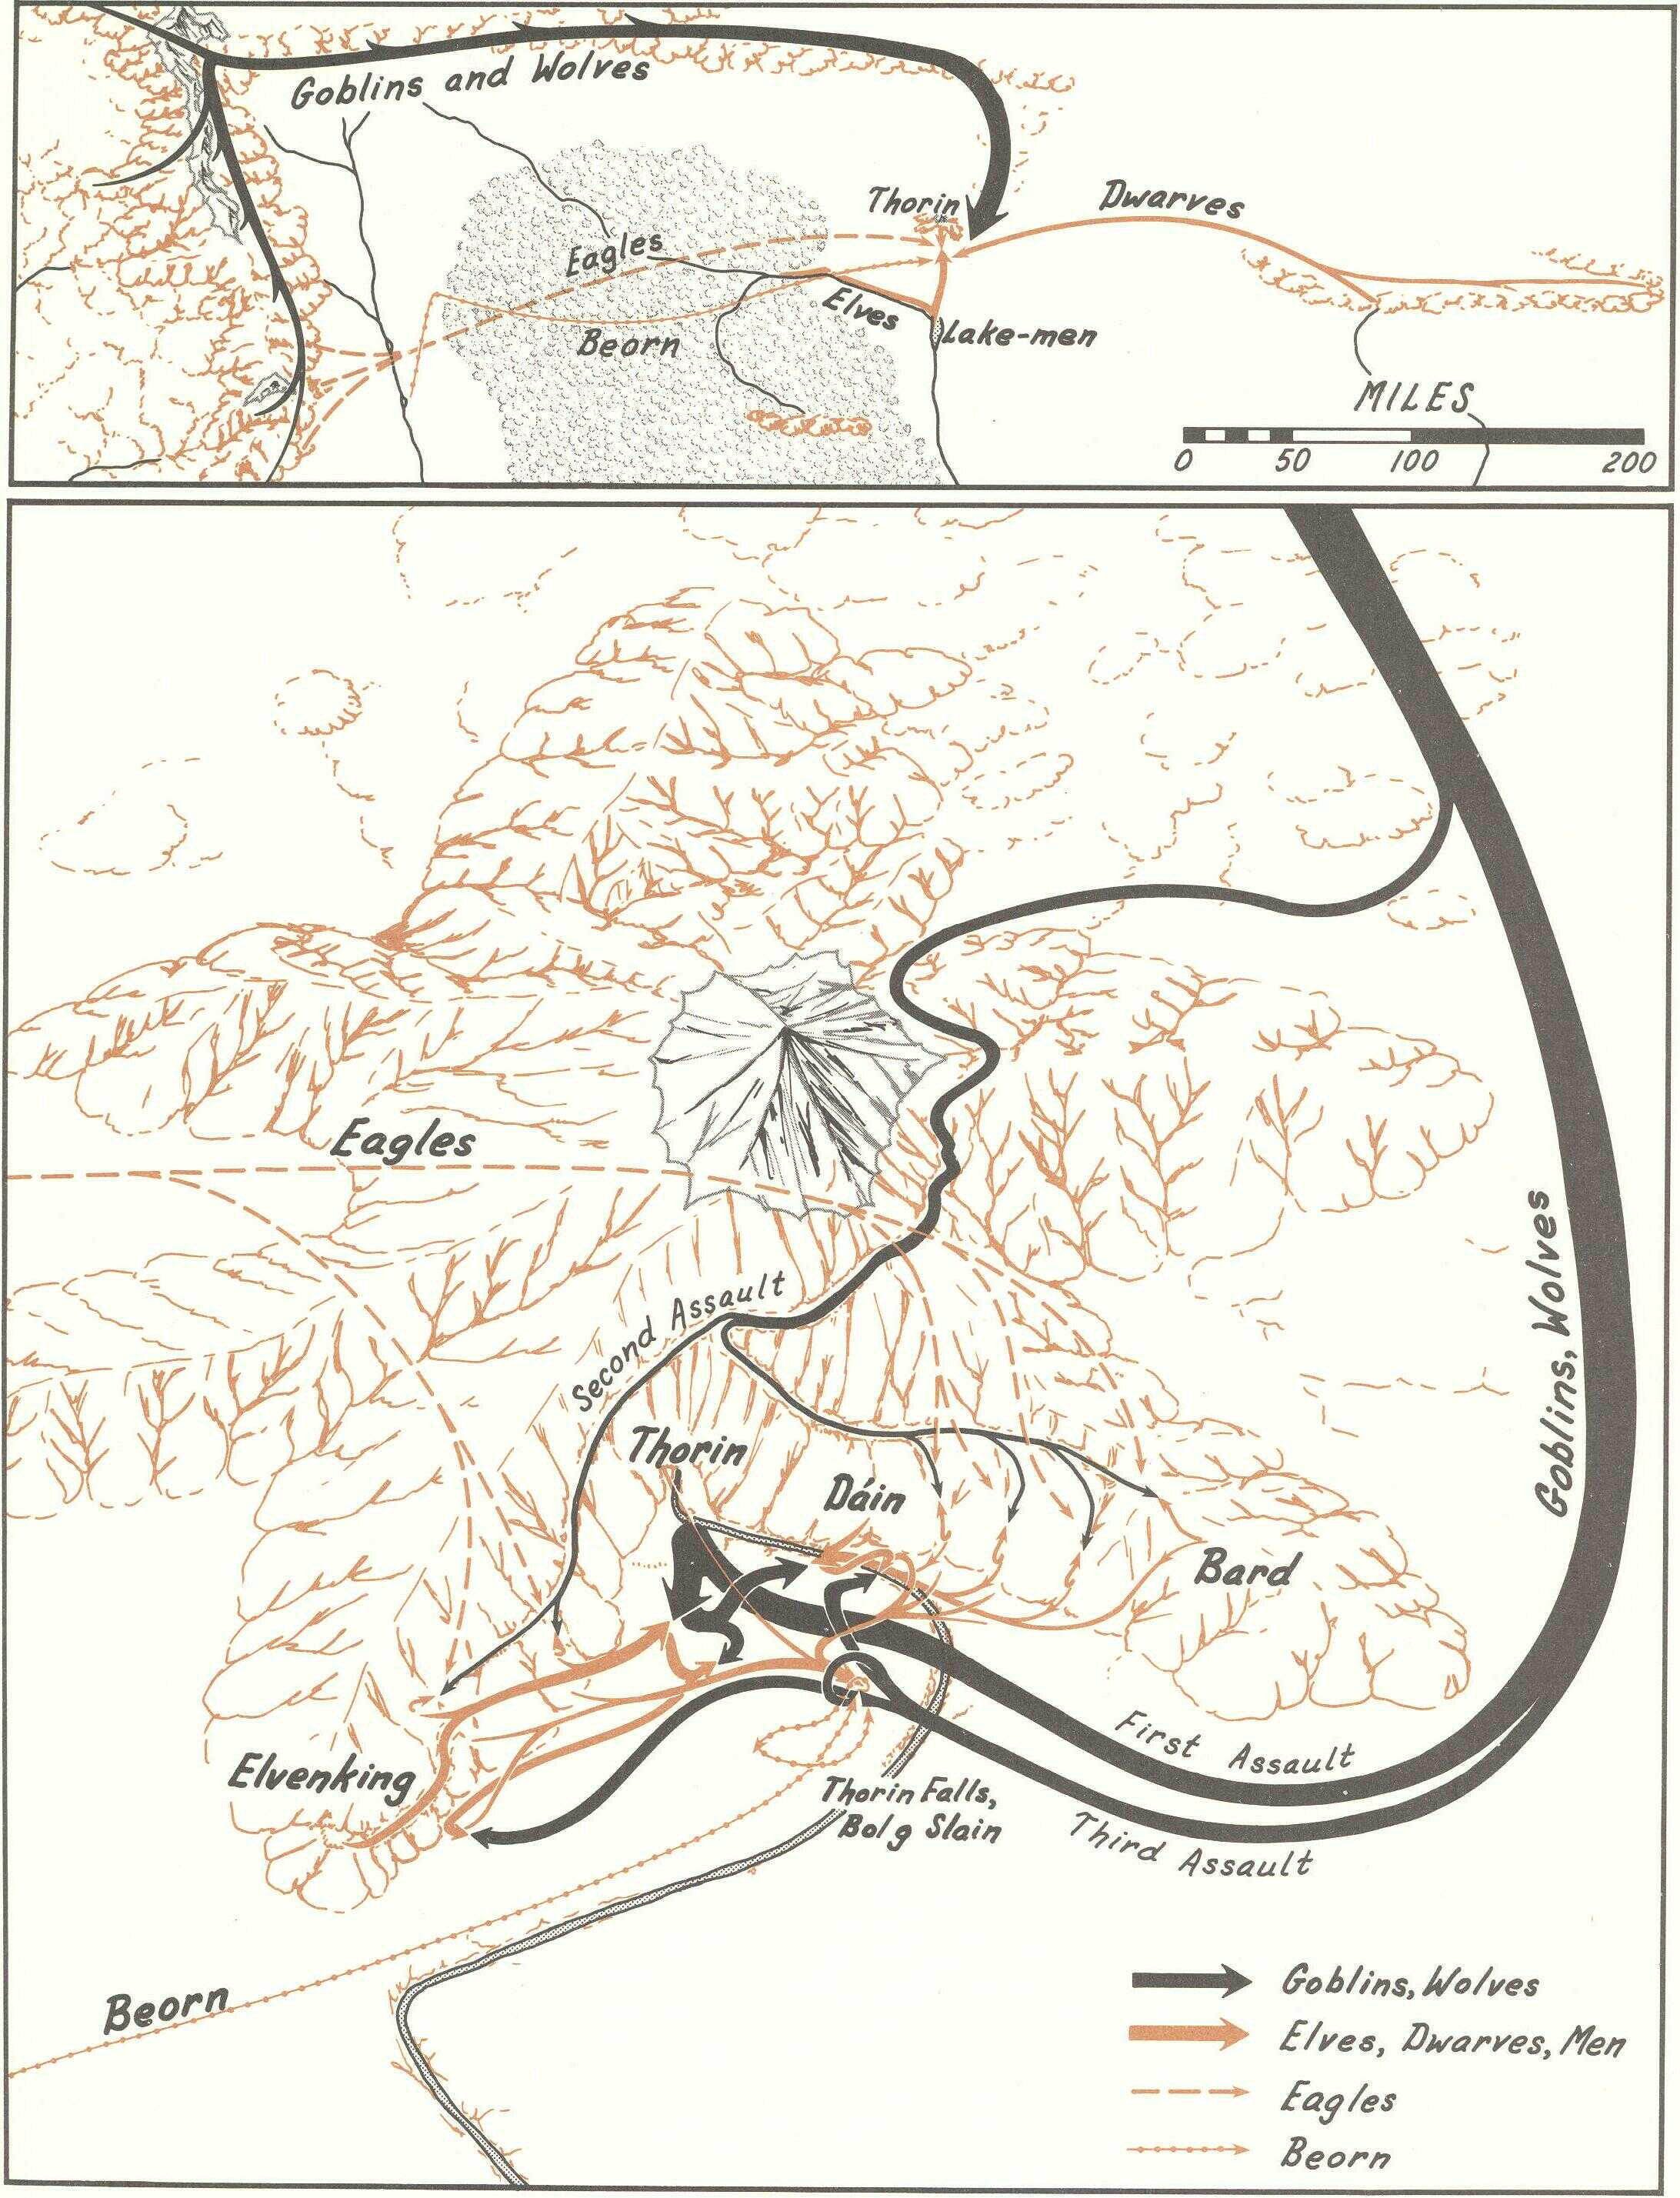 Goblins and Wolves
Thorin
Dwarves
Eagles
Elves
Beorn
Lake-men
MILES
0 50 100 200
Eagles
Goblins, Wolves
Second Assault
Thorin
Dáin
Bard
First Assault
Elvenking
Thorin Falls,
Bolg Slain
Third Assault
Beorn
Goblins, Wolves
Elves, Dwarves, Men
Eagles
Beorn